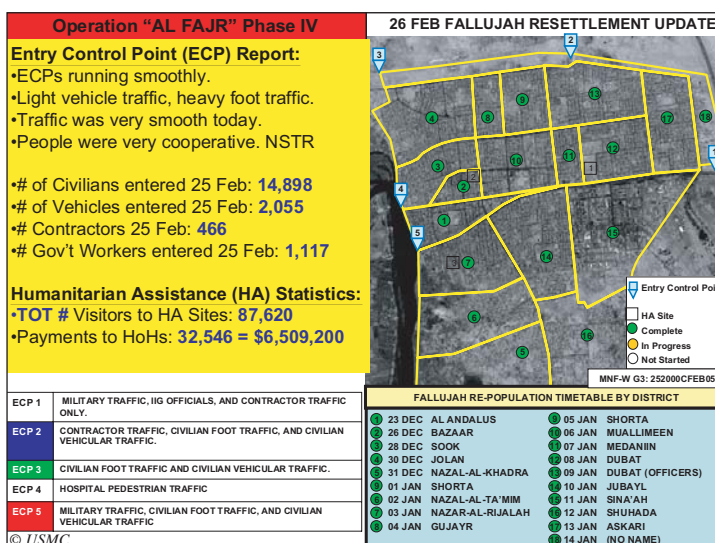 Operation “AL FAJR” Phase IV
Entry Control Point (ECP) Report:
•ECPs running smoothly.
•Light vehicle traffic, heavy foot traffic.
•Traffic was very smooth today.
•People were very cooperative. NSTR
•# of Civilians entered 25 Feb: 14,898
•# of Vehicles entered 25 Feb: 2,055
•# Contractors 25 Feb: 466
•# Gov't Workers entered 25 Feb: 1,117
Humanitarian Assistance (HA) Statistics:
•TOT # Visitors to HA Sites: 87,620
•Payments to HoHs: 32,546 = $6,509,200
ECP 1 MILITARY TRAFFIC, IIG OFFICIALS, AND CONTRACTOR TRAFFIC
ONLY.
ECP 2 CONTRACTOR TRAFFIC, CIVILIAN FOOT TRAFFIC, AND CIVILIAN
VEHICULAR TRAFFIC.
ECP 3 CIVILIAN FOOT TRAFFIC AND CIVILIAN VEHICULAR TRAFFIC.
ECP 4 HOSPITAL PEDESTRIAN TRAFFIC
ECP 5 MILITARY TRAFFIC, CIVILIAN FOOT TRAFFIC, AND CIVILIAN
VEHICULAR TRAFFIC
© USMC
26 FEB FALLUJAH RESETTLEMENT UPDATE
2
3
9
13
4
8
17
18
12
11
10
1
1
3
2
2
4
1
5
15
14
3
7
6
16
5
Entry Control Poi
HA Site
Complete
In Progress
Not Started
MNF-W G3: 252000CFEB05
FALLUJAH RE-POPULATION TIMETABLE BY DISTRICT
1 23 DEC AL ANDALUS
2 26 DEC BAZAAR
3 28 DEC SOOK
4 30 DEC JOLAN
5 31 DEC NAZAL-AL-KHADRA
9 01 JAN SHORTA
6 02 JAN NAZAL-AL-TA'MIM
7 03 JAN NAZAR-AL-RIJALAH
8 04 JAN GUJAYR
9 05 JAN SHORTA
10 06 JAN MUALLIMEEN
11 07 JAN MEDANIIN
12 08 JAN DUBAT
13 09 JAN DUBAT (OFFICERS)
14 10 JAN JUBAYL
15 11 JAN SINA'AH
16 12 JAN SHUHADA
17 13 JAN ASKARI
18 14 JAN (NO NAME)